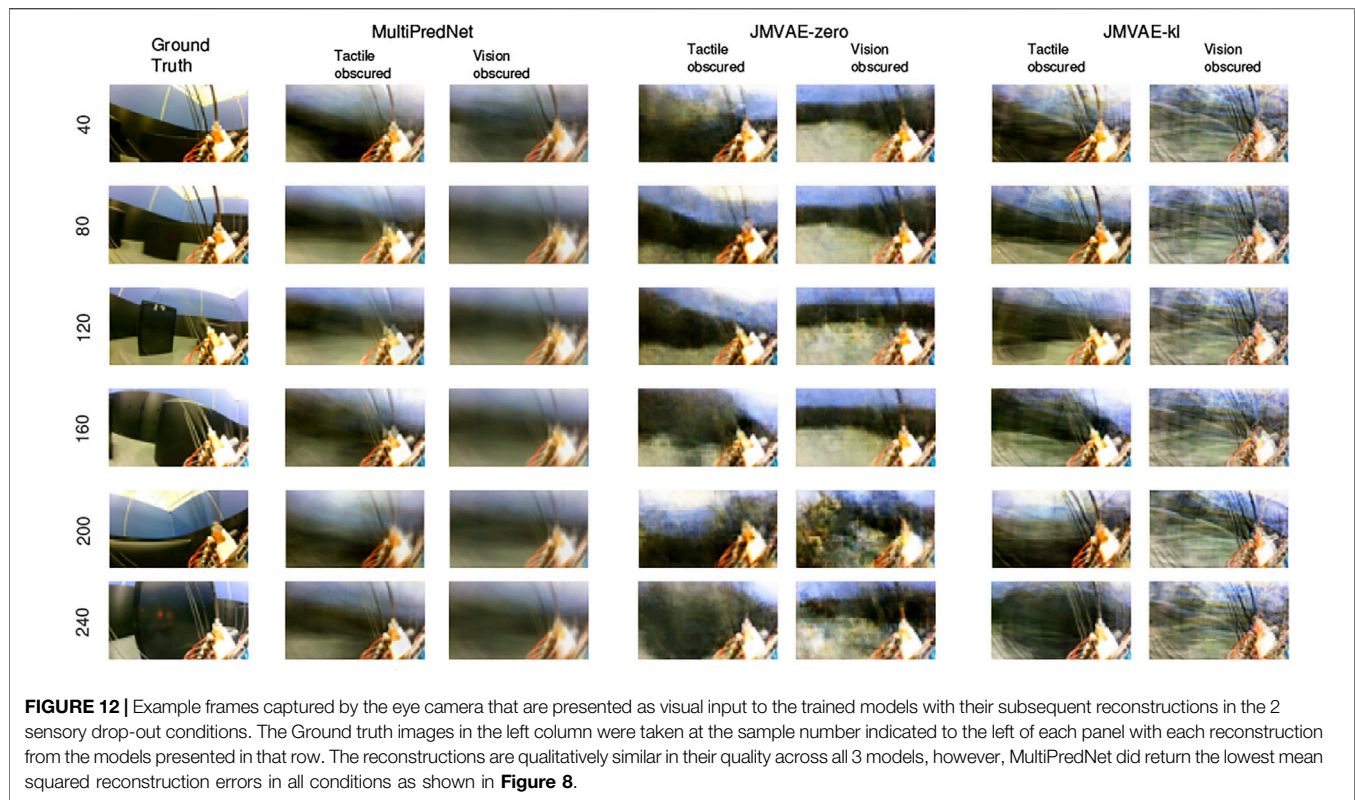 MultiPredNet JMVAE-zero JMVAE-kl
Ground Truth
Tactile obscured
Vision obscured
Tactile obscured
Vision obscured
Tactile obscured
Vision obscured
40
80
120
160
200
240
FIGURE 12 | Example frames captured by the eye camera that are presented as visual input to the trained models with their subsequent reconstructions in the 2
sensory drop-out conditions. The Ground truth images in the left column were taken at the sample number indicated to the left of each panel with each reconstruction
from the models presented in that row. The reconstructions are qualitatively similar in their quality across all 3 models, however, MultiPredNet did return the lowest mean
squared reconstruction errors in all conditions as shown in Figure 8.